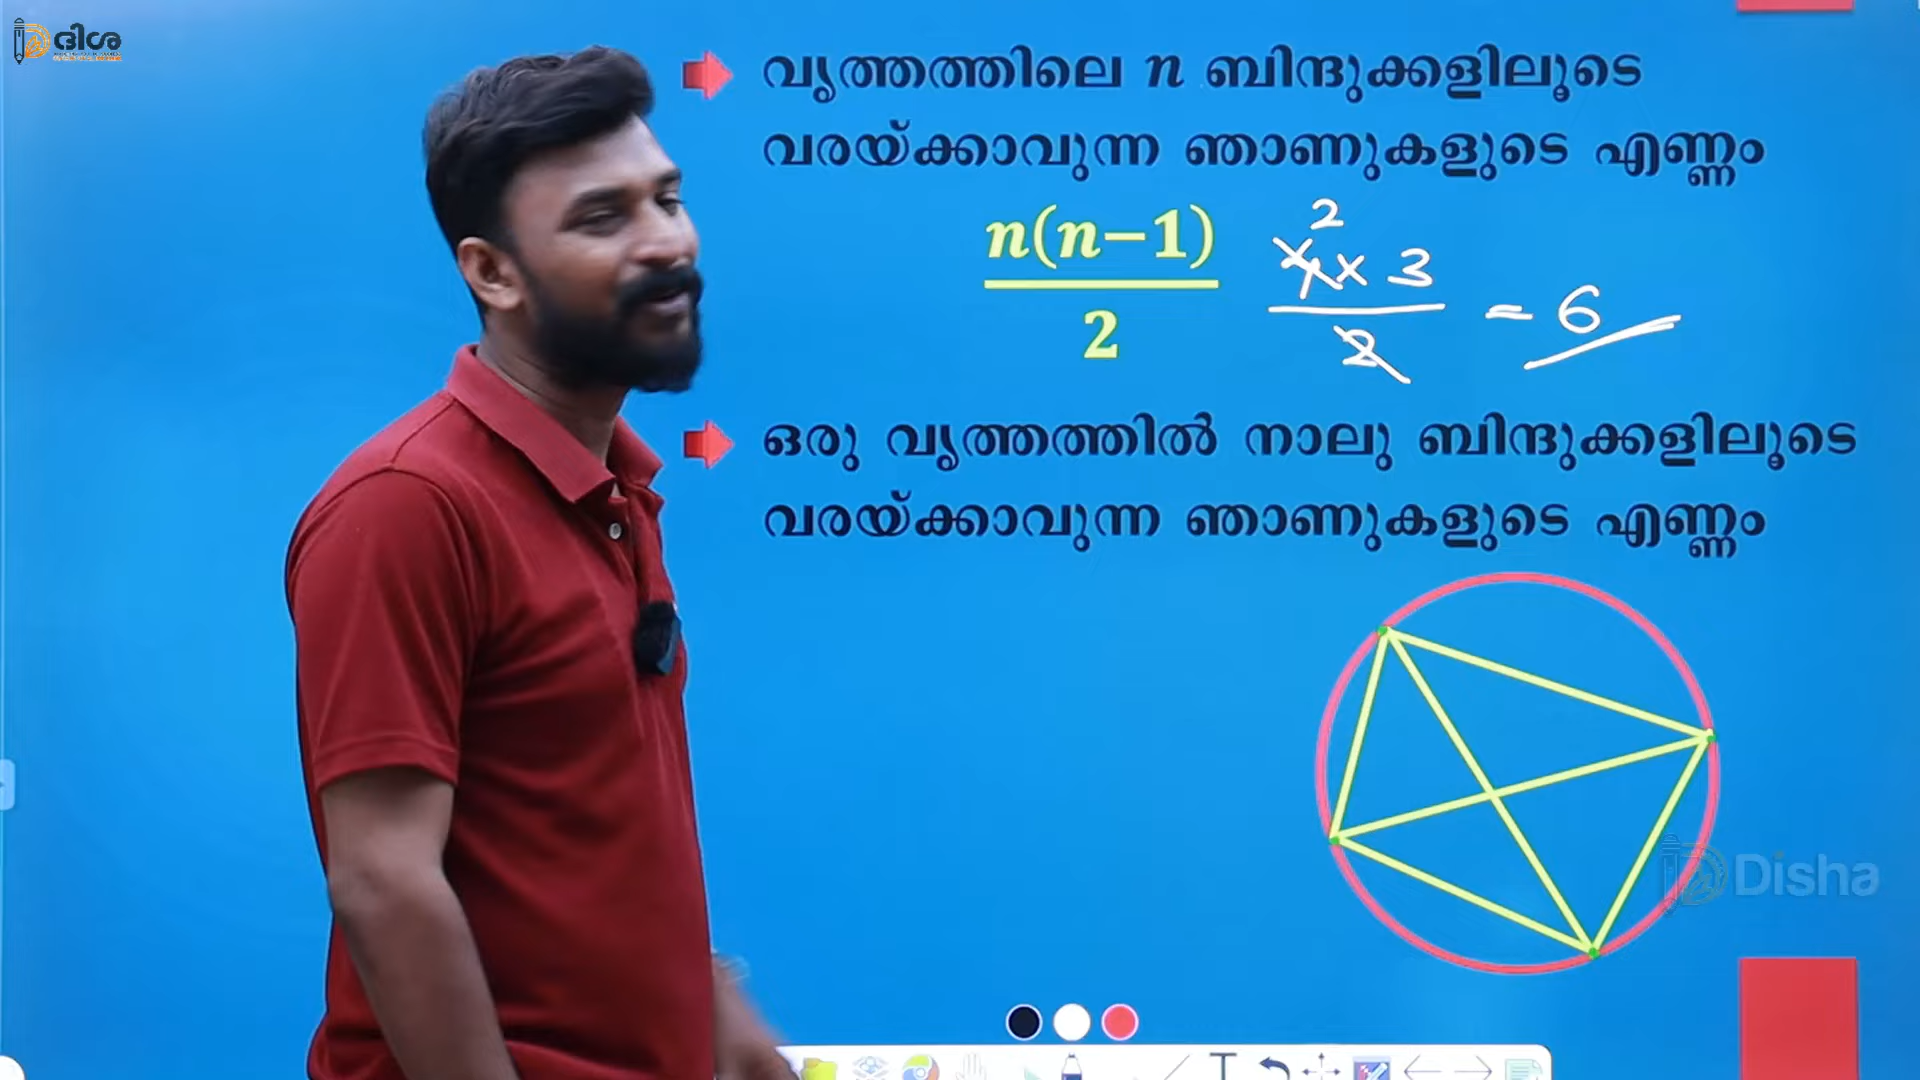 ദിശ
വൃത്തത്തിലെ n ബിന്ദുക്കളിലൂടെ
വരയ്ക്കാവുന്ന ഞാണുകളുടെ എണ്ണം
n(n−1)
2
2
4 x 3
2
= 6
ഒരു വൃത്തത്തിൽ നാലു ബിന്ദുക്കളിലൂടെ
വരയ്ക്കാവുന്ന ഞാണുകളുടെ എണ്ണം
Disha
T